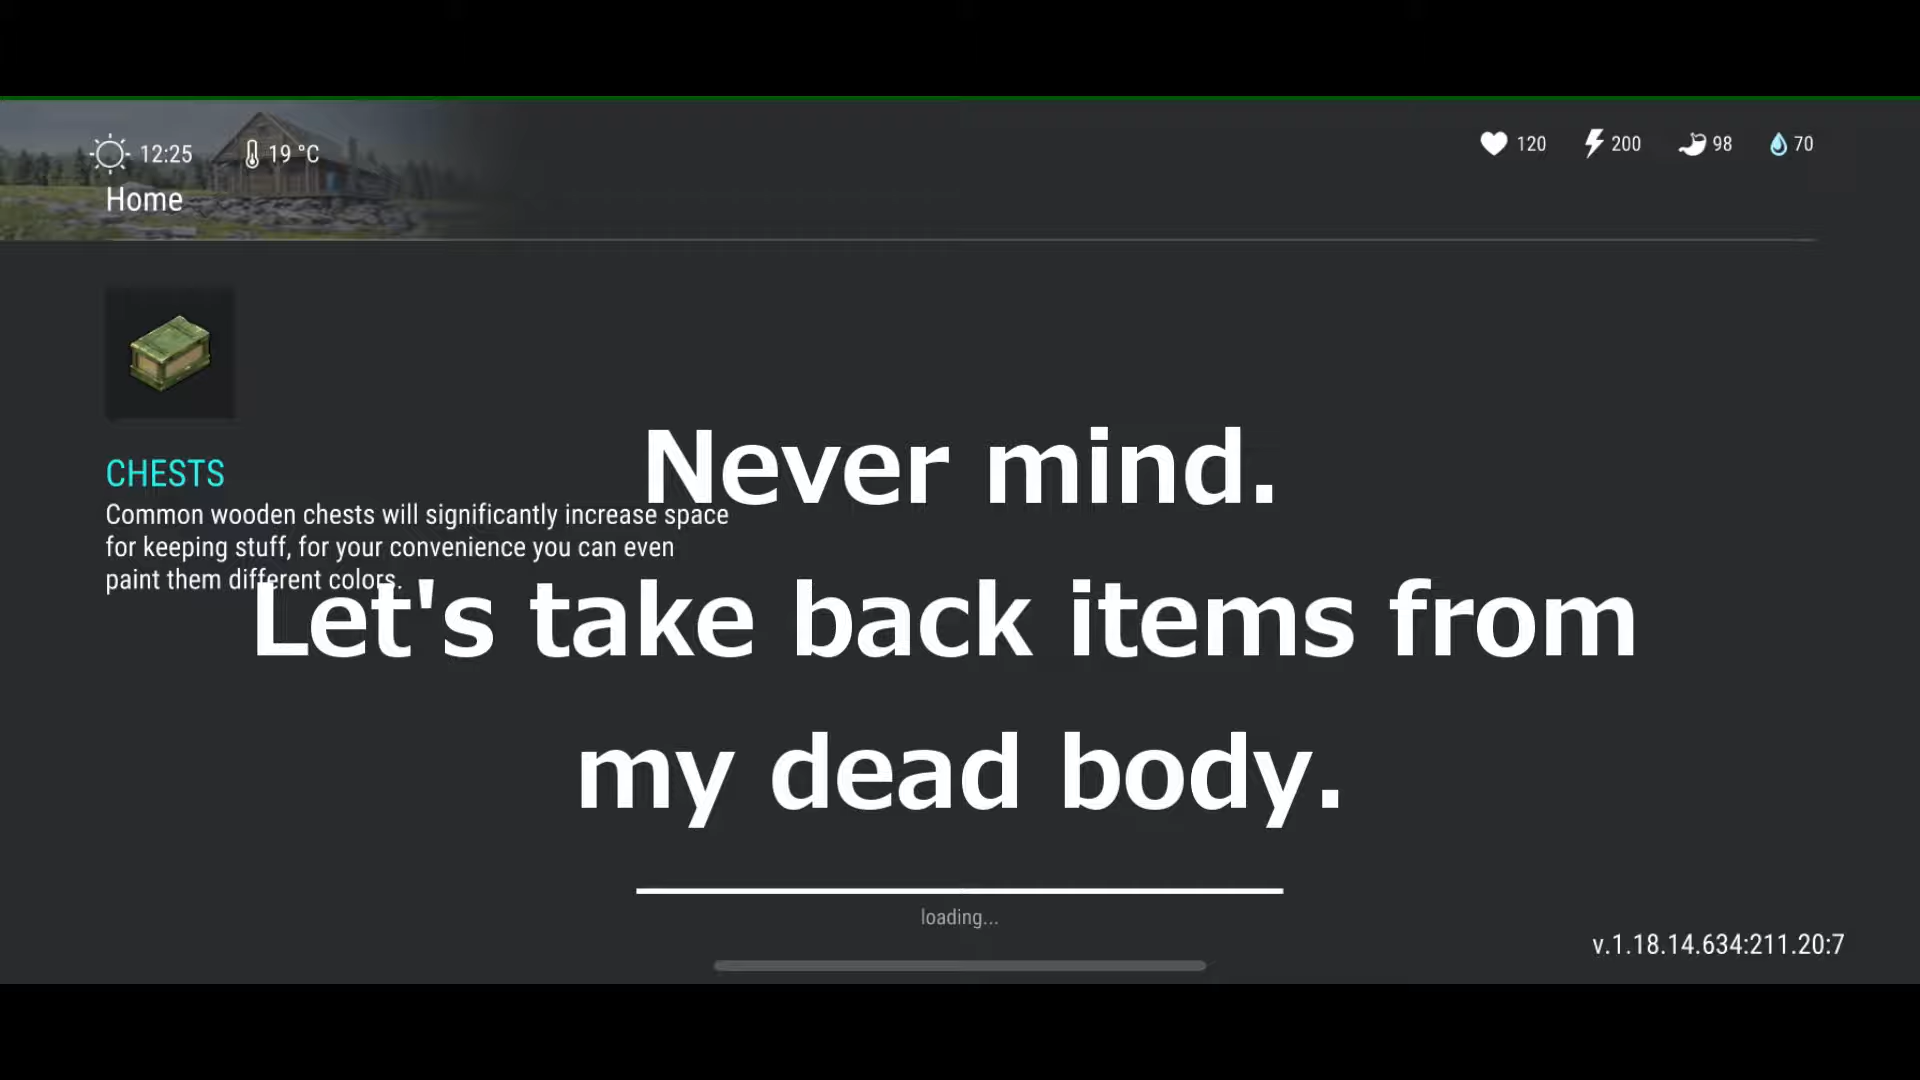 12:25 19 °C
120 200 98 70
Home
CHESTS
Common wooden chests will significantly increase space
for keeping stuff, for your convenience you can even
paint them different colors.
Never mind.
Let's take back items from
my dead body.
loading...
v.1.18.14.634:211.20:7